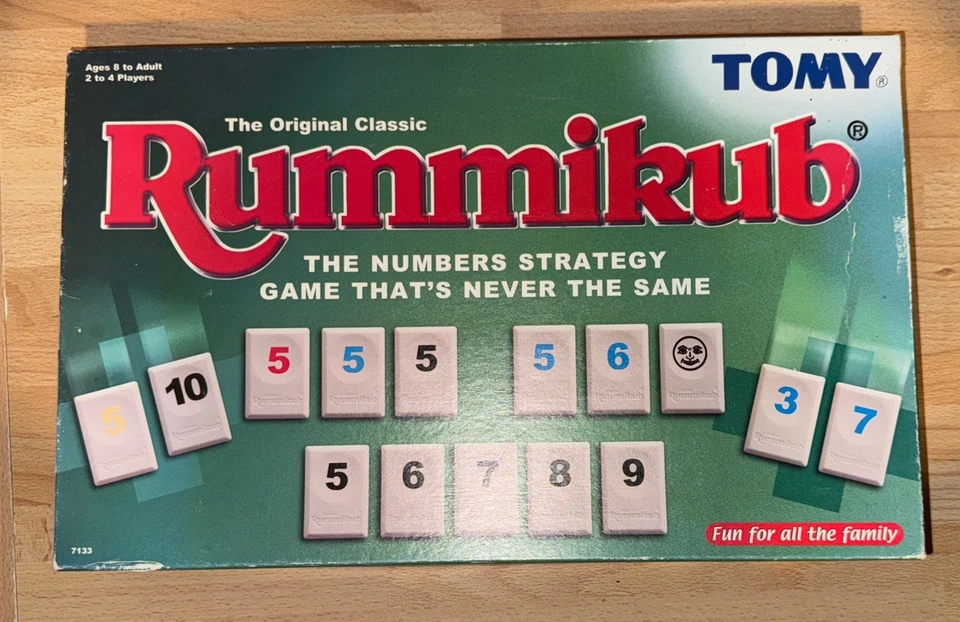 Ages 8 to Adult
2 to 4 Players
TOMY®
The Original Classic
Rummikub®
THE NUMBERS STRATEGY
GAME THAT'S NEVER THE SAME
5 10 5 5 5 5 6 3 7
Rummikub
5 6 7 8 9
Rummikub
Fun for all the family
7133